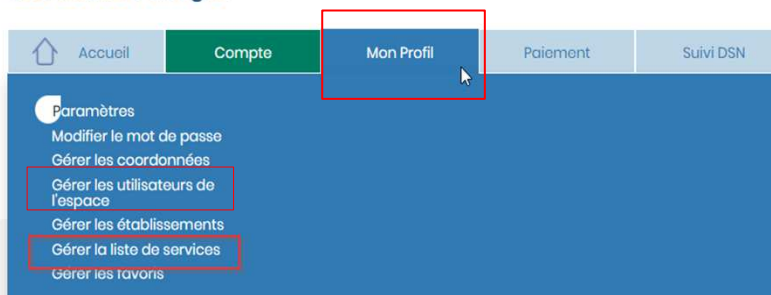 Accueil Compte Mon Profil Paiement Suivi DSN
Paramètres
Modifier le mot de passe
Gérer les coordonnées
Gérer les utilisateurs de
l'espace
Gérer les établissements
Gérer la liste de services
Gérer les favoris